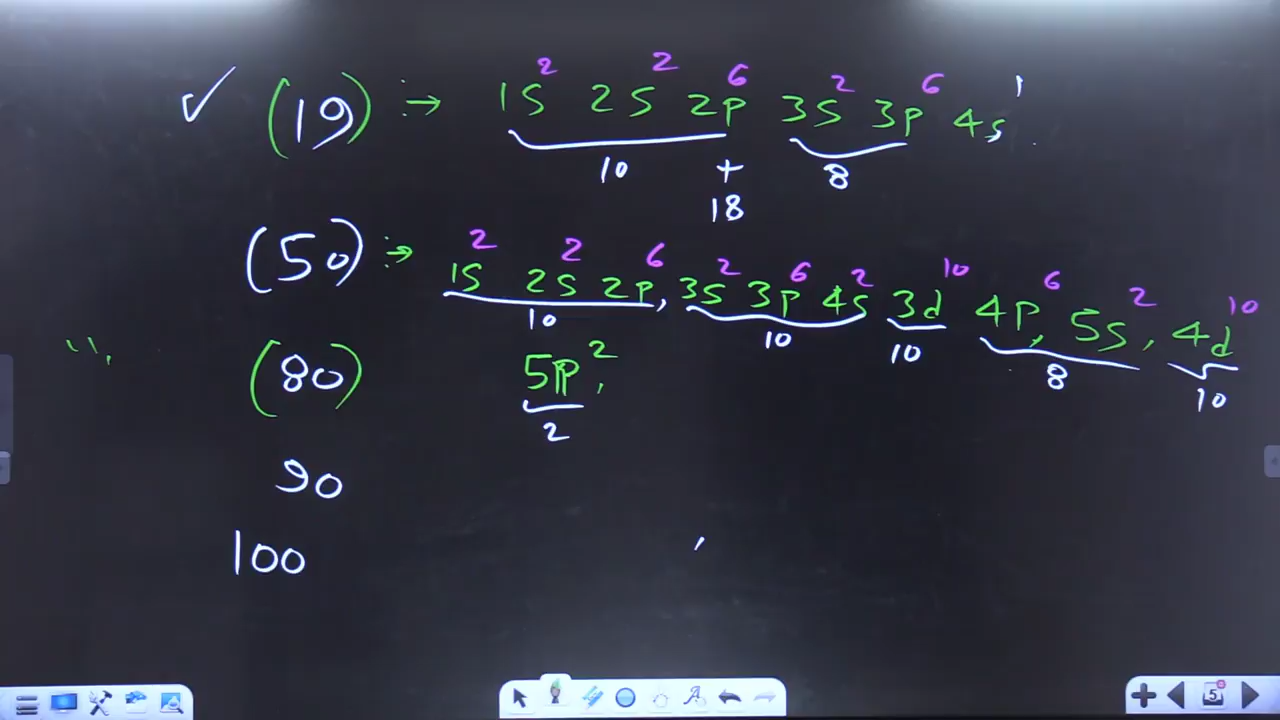 ✓ (19) :→ 1s² 2s² 2p⁶ 3s² 3p⁶ 4s¹
10 + 8
18
(50) :→ 1s² 2s² 2p⁶, 3s² 3p⁶ 4s² 3d¹⁰ 4p⁶, 5s², 4d¹⁰
10 10 10 8 10
(80) 5p²,
2
90
100
5